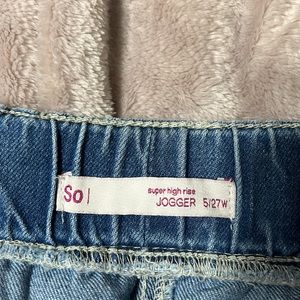 So |
super high rise
JOGGER 5/27W